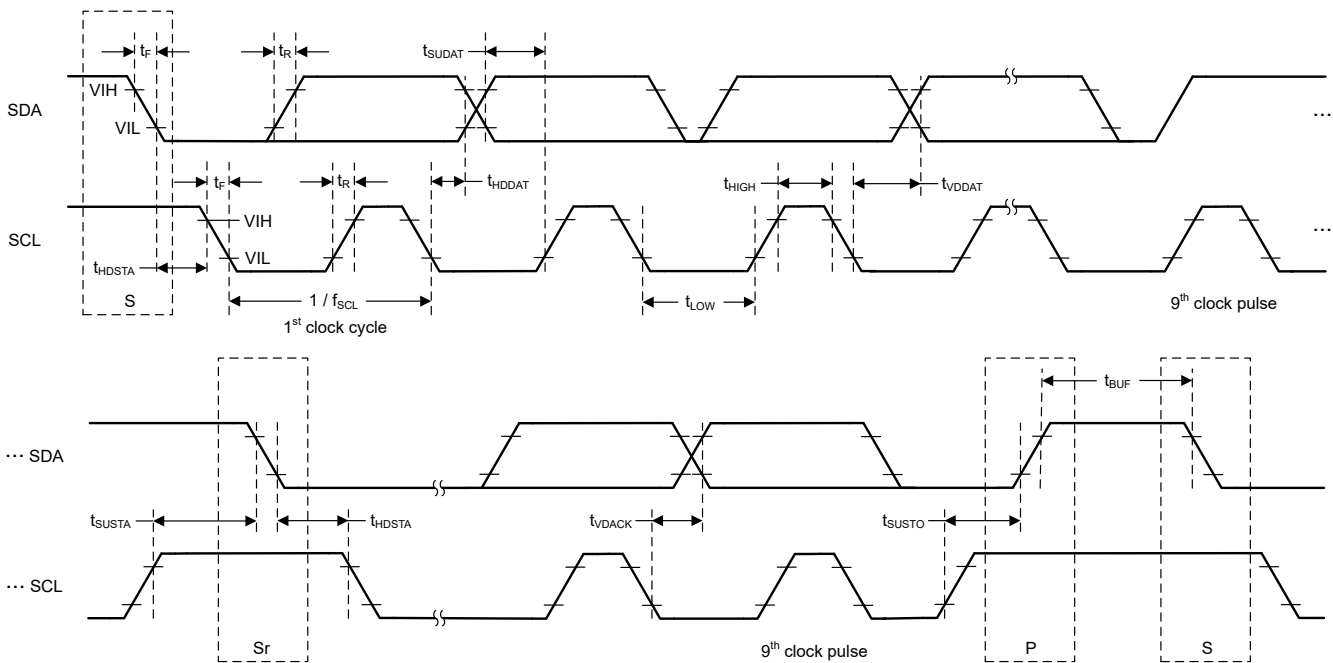 tF
tR
tSUDAT
VIH
SDA
VIL
...
tF
tR
tHDDAT
tHIGH
tVDDAT
VIH
SCL
...
VIL
tHDSTA
S
1 / fSCL
tLOW
9th clock pulse
1st clock cycle
tBUF
... SDA
tSUSTA
tHDSTA
tVDACK
tSUSTO
... SCL
Sr
9th clock pulse
P
S